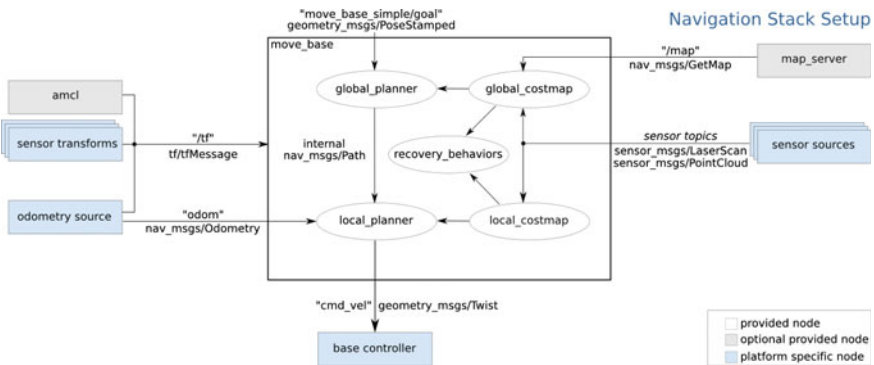 Navigation Stack Setup
"move_base_simple/goal"
geometry_msgs/PoseStamped
move_base
"/map"
nav_msgs/GetMap
map_server
amcl
global_planner
global_costmap
sensor transforms
"/tf"
tf/tfMessage
internal
nav_msgs/Path
recovery_behaviors
sensor topics
sensor_msgs/LaserScan
sensor_msgs/PointCloud
sensor sources
odometry source
"odom"
nav_msgs/Odometry
local_planner
local_costmap
"cmd_vel"
geometry_msgs/Twist
base controller
provided node
optional provided node
platform specific node